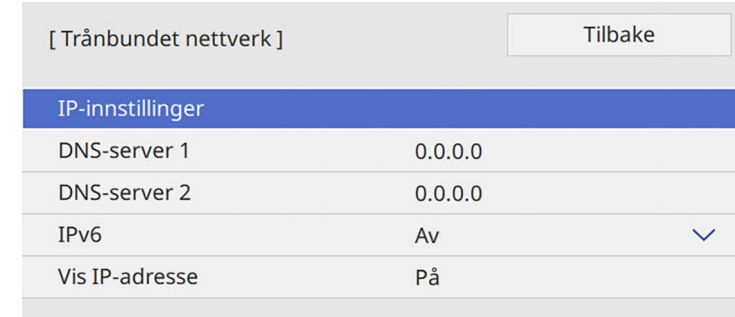 [ Trånbundet nettverk ]
Tilbake
IP-innstillinger
DNS-server 1 0.0.0.0
DNS-server 2 0.0.0.0
IPv6 Av
Vis IP-adresse På